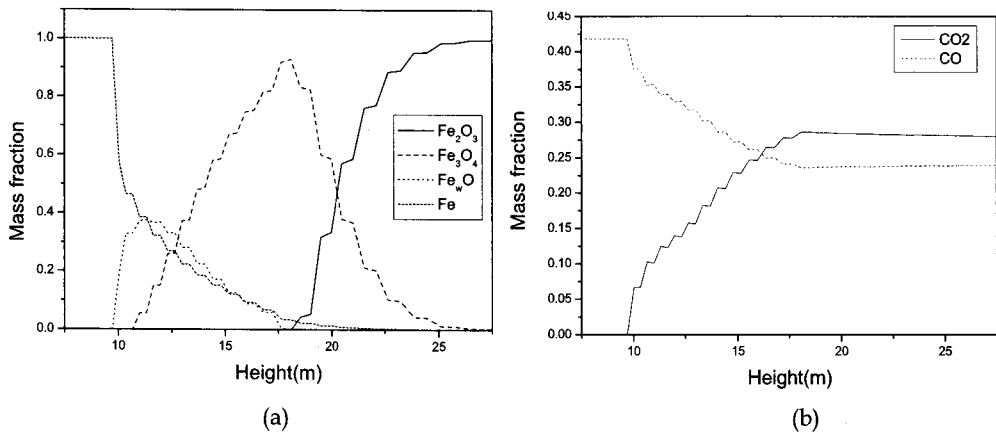 1.0
0.8
0.6
0.4
0.2
0.0
Mass fraction
Fe₂O₃
Fe₃O₄
FewO
Fe
10 15 20 25
Height(m)
(a)
0.45
0.40
0.35
0.30
0.25
0.20
0.15
0.10
0.05
0.00
Mass fraction
CO2
CO
10 15 20 25
Height(m)
(b)